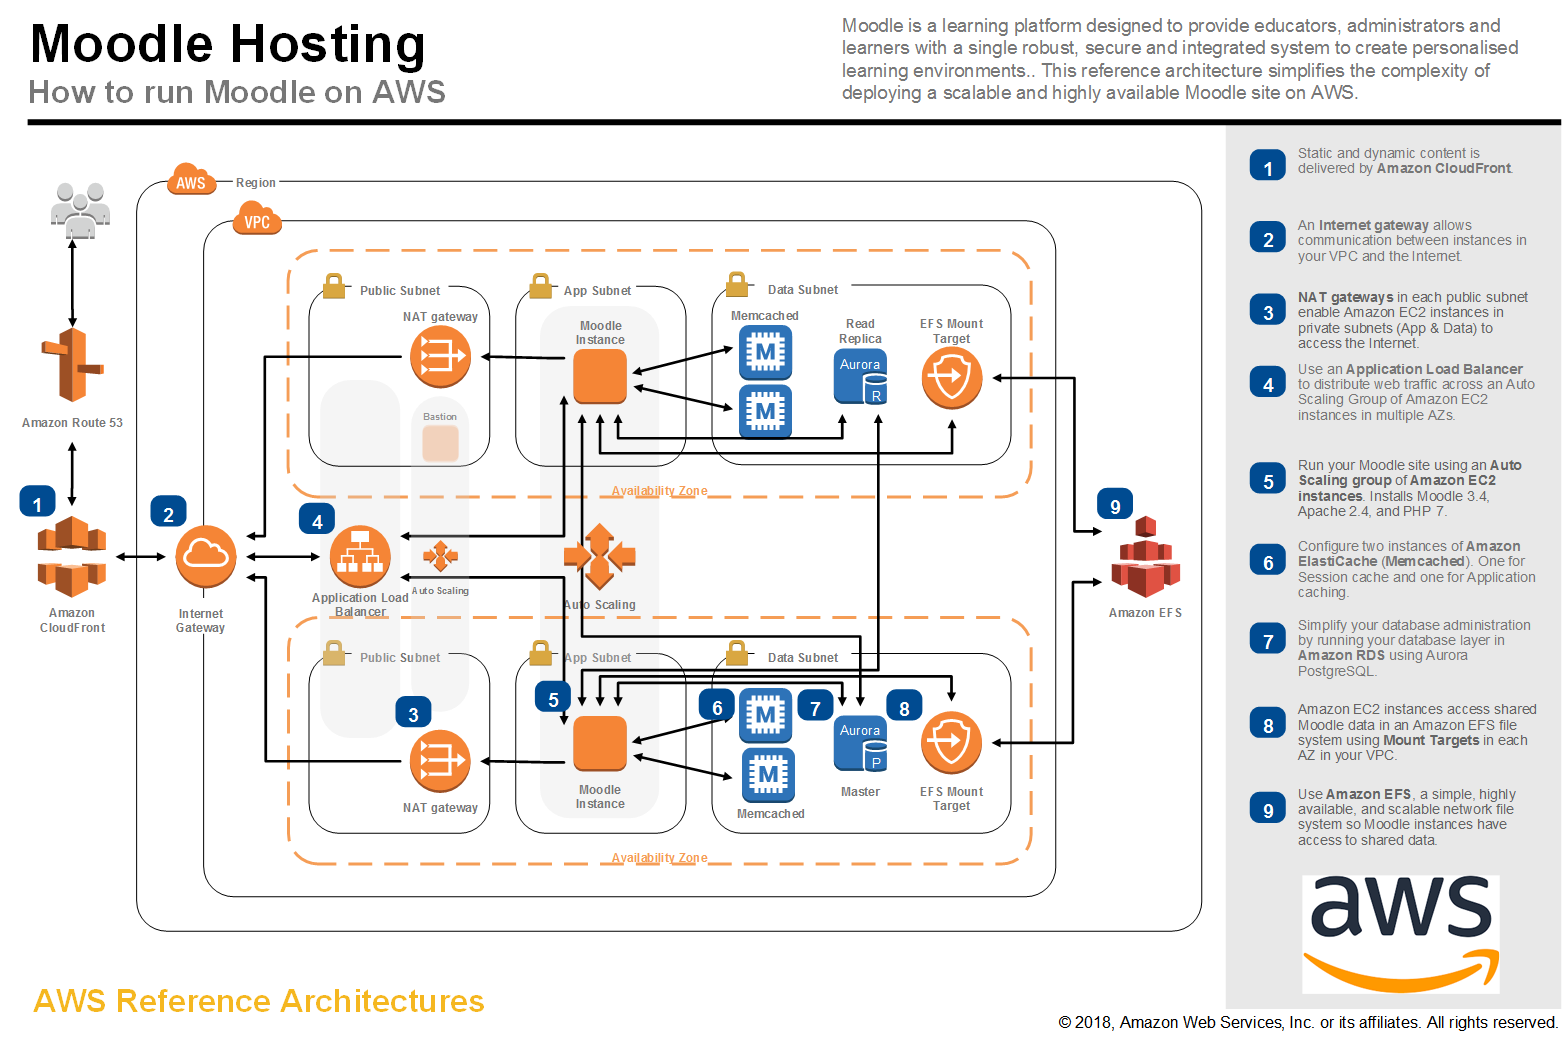 Moodle Hosting
How to run Moodle on AWS
Moodle is a learning platform designed to provide educators, administrators and
learners with a single robust, secure and integrated system to create personalised
learning environments.. This reference architecture simplifies the complexity of
deploying a scalable and highly available Moodle site on AWS.
AWS
Region
VPC
Public Subnet
App Subnet
Data Subnet
NAT gateway
Moodle
Instance
Memcached
M
M
Read
Replica
Aurora
R
EFS Mount
Target
Bastion
Availability Zone
Amazon Route 53
1
Amazon
CloudFront
2
Internet
Gateway
4
Application Load
Balancer
Auto Scaling
Auto Scaling
9
Amazon EFS
Public Subnet
App Subnet
Data Subnet
3
NAT gateway
5
Moodle
Instance
6
M
M
Memcached
7
Aurora
P
Master
8
EFS Mount
Target
Availability Zone
1
Static and dynamic content is
delivered by Amazon CloudFront.
2
An Internet gateway allows
communication between instances in
your VPC and the Internet.
3
NAT gateways in each public subnet
enable Amazon EC2 instances in
private subnets (App & Data) to
access the Internet.
4
Use an Application Load Balancer
to distribute web traffic across an Auto
Scaling Group of Amazon EC2
instances in multiple AZs.
5
Run your Moodle site using an Auto
Scaling group of Amazon EC2
instances. Installs Moodle 3.4,
Apache 2.4, and PHP 7.
6
Configure two instances of Amazon
ElastiCache (Memcached). One for
Session cache and one for Application
caching.
7
Simplify your database administration
by running your database layer in
Amazon RDS using Aurora
PostgreSQL.
8
Amazon EC2 instances access shared
Moodle data in an Amazon EFS file
system using Mount Targets in each
AZ in your VPC.
9
Use Amazon EFS, a simple, highly
available, and scalable network file
system so Moodle instances have
access to shared data.
aws
AWS Reference Architectures
© 2018, Amazon Web Services, Inc. or its affiliates. All rights reserved.